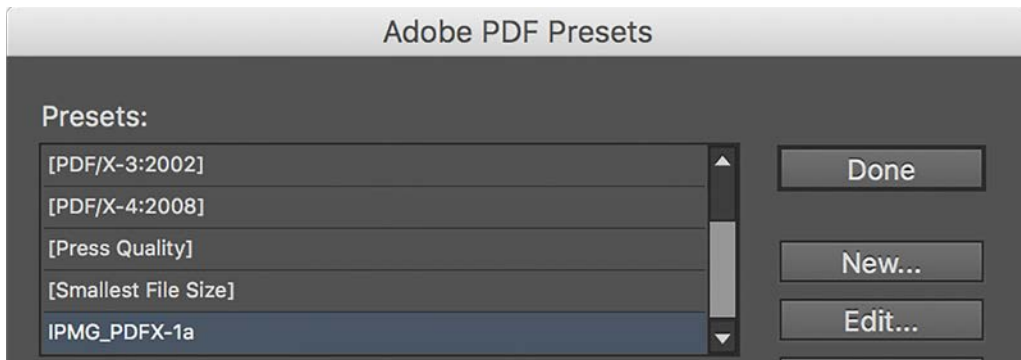 Adobe PDF Presets
Presets:
[PDF/X-3:2002]
[PDF/X-4:2008]
[Press Quality]
[Smallest File Size]
IPMG_PDFX-1a
Done
New...
Edit...